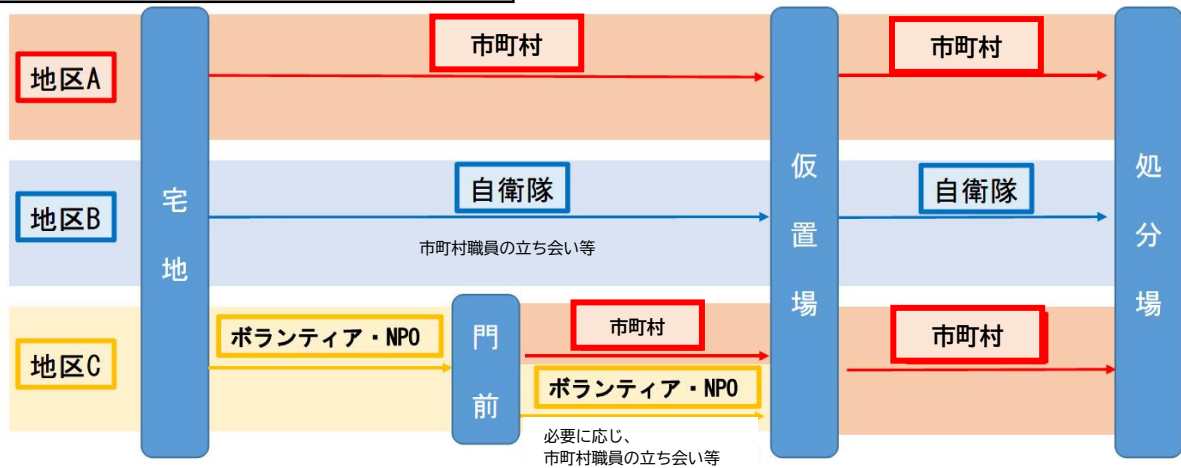 市町村
市町村
地区A
宅地
仮置場
処分場
自衛隊
自衛隊
地区B
市町村職員の立ち会い等
門前
ボランティア・NPO
市町村
市町村
地区C
ボランティア・NPO
必要に応じ、
市町村職員の立ち会い等